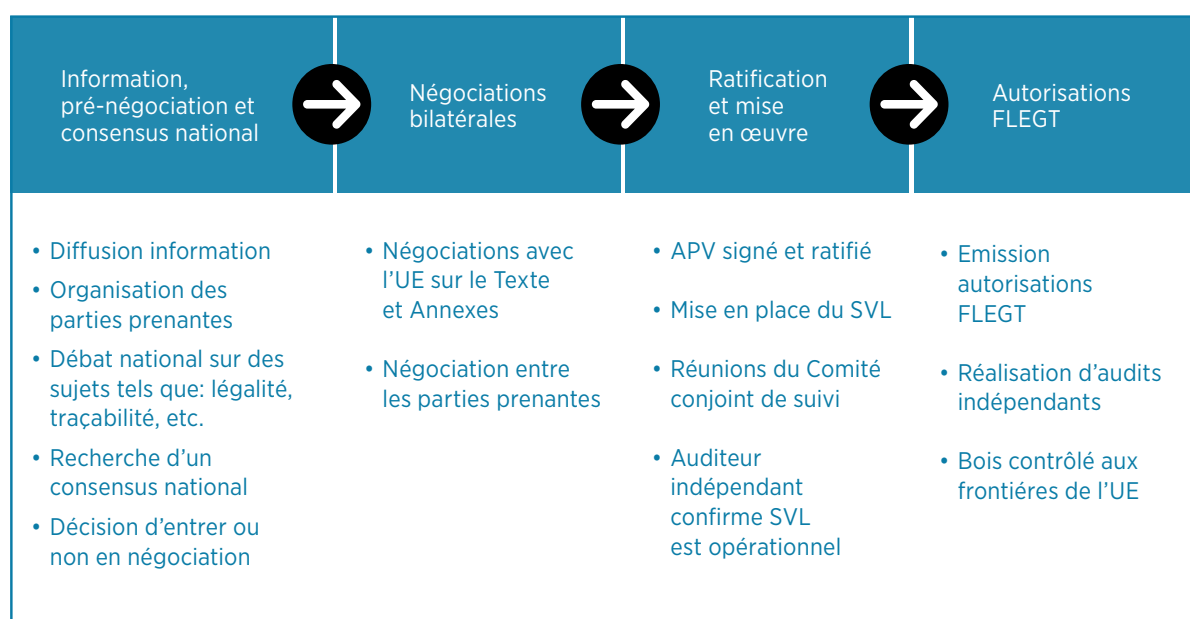 Information,
pré-négociation et
consensus national
Négociations
bilatérales
Ratification
et mise
en œuvre
Autorisations
FLEGT
• Diffusion information
• Organisation des
parties prenantes
• Débat national sur des
sujets tels que: légalité,
traçabilité, etc.
• Recherche d’un
consensus national
• Décision d’entrer ou
non en négociation
• Négociations avec
l’UE sur le Texte
et Annexes
• Négociation entre
les parties prenantes
• APV signé et ratifié
• Mise en place du SVL
• Réunions du Comité
conjoint de suivi
• Auditeur
indépendant
confirme SVL
est opérationnel
• Emission
autorisations
FLEGT
• Réalisation d’audits
indépendants
• Bois contrôlé aux
frontiéres de l’UE